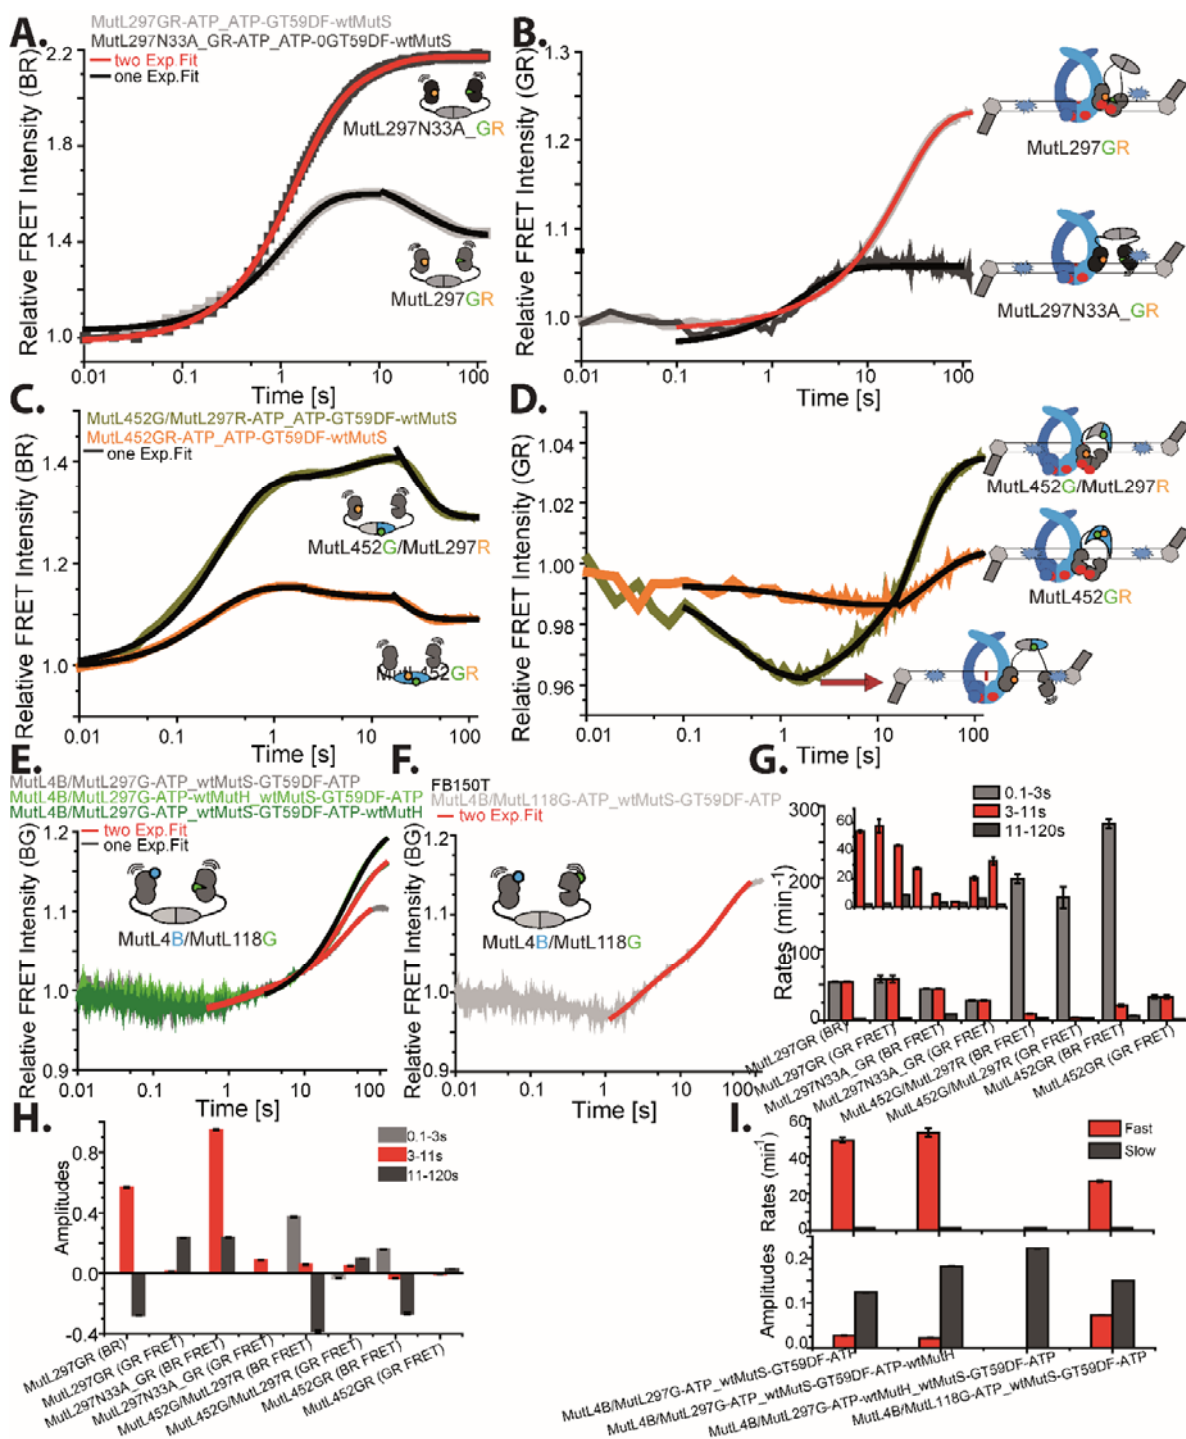 A.
MutL297GR-ATP_ATP-GT59DF-wtMutS
MutL297N33A_GR-ATP_ATP-0GT59DF-wtMutS
two Exp.Fit
one Exp.Fit
2.2
1.8
1.4
1.0
Relative FRET Intensity (BR)
MutL297N33A_GR
MutL297GR
0.01 0.1 1 10 100
Time [s]
B.
1.3
1.2
1.1
1.0
Relative FRET Intensity (GR)
MutL297GR
MutL297N33A_GR
0.01 0.1 1 10 100
Time [s]
C.
MutL452G/MutL297R-ATP_ATP-GT59DF-wtMutS
MutL452GR-ATP_ATP-GT59DF-wtMutS
one Exp.Fit
1.4
1.2
1.0
Relative FRET Intensity (BR)
MutL452G/MutL297R
MutL452GR
0.01 0.1 1 10 100
Time [s]
D.
1.04
1.02
1.00
0.98
0.96
Relative FRET Intensity (GR)
MutL452G/MutL297R
MutL452GR
0.01 0.1 1 10 100
Time [s]
E.
MutL4B/MutL297G-ATP_wtMutS-GT59DF-ATP
MutL4B/MutL297G-ATP-wtMutH_wtMutS-GT59DF-ATP
MutL4B/MutL297G-ATP_wtMutS-GT59DF-ATP-wtMutH
two Exp.Fit
one Exp.Fit
1.2
1.1
1.0
0.9
Relative FRET Intensity (BG)
MutL4B/MutL118G
0.01 0.1 1 10 100
Time [s]
F.
FB150T
MutL4B/MutL118G-ATP_wtMutS-GT59DF-ATP
two Exp.Fit
1.2
1.1
1.0
0.9
Relative FRET Intensity (BG)
MutL4B/MutL118G
0.01 0.1 1 10 100
Time [s]
G.
300
250
200
150
100
50
0
Rates (min-1)
60
40
20
0
0.1-3s
3-11s
11-120s
MutL297GR (BR)
MutL297GR (GR FRET)
MutL297N33A_GR (BR FRET)
MutL297N33A_GR (GR FRET)
MutL452G/MutL297R (BR FRET)
MutL452G/MutL297R (GR FRET)
MutL452GR (BR FRET)
MutL452GR (GR FRET)
H.
0.8
0.4
0.0
-0.4
Amplitudes
0.1-3s
3-11s
11-120s
MutL297GR (BR)
MutL297GR (GR FRET)
MutL297N33A_GR (BR FRET)
MutL297N33A_GR (GR FRET)
MutL452G/MutL297R (BR FRET)
MutL452G/MutL297R (GR FRET)
MutL452GR (BR FRET)
MutL452GR (GR FRET)
I.
60
40
20
0
Rates (min-1)
Fast
Slow
0.2
0.1
0.0
Amplitudes
MutL4B/MutL297G-ATP_wtMutS-GT59DF-ATP
MutL4B/MutL297G-ATP_wtMutS-GT59DF-ATP-wtMutH
MutL4B/MutL297G-ATP-wtMutH_wtMutS-GT59DF-ATP
MutL4B/MutL118G-ATP_wtMutS-GT59DF-ATP